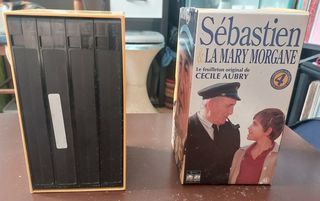 Sébastien
& LA MARY MORGANE
Le feuilleton original de
CECILE AUBRY
4